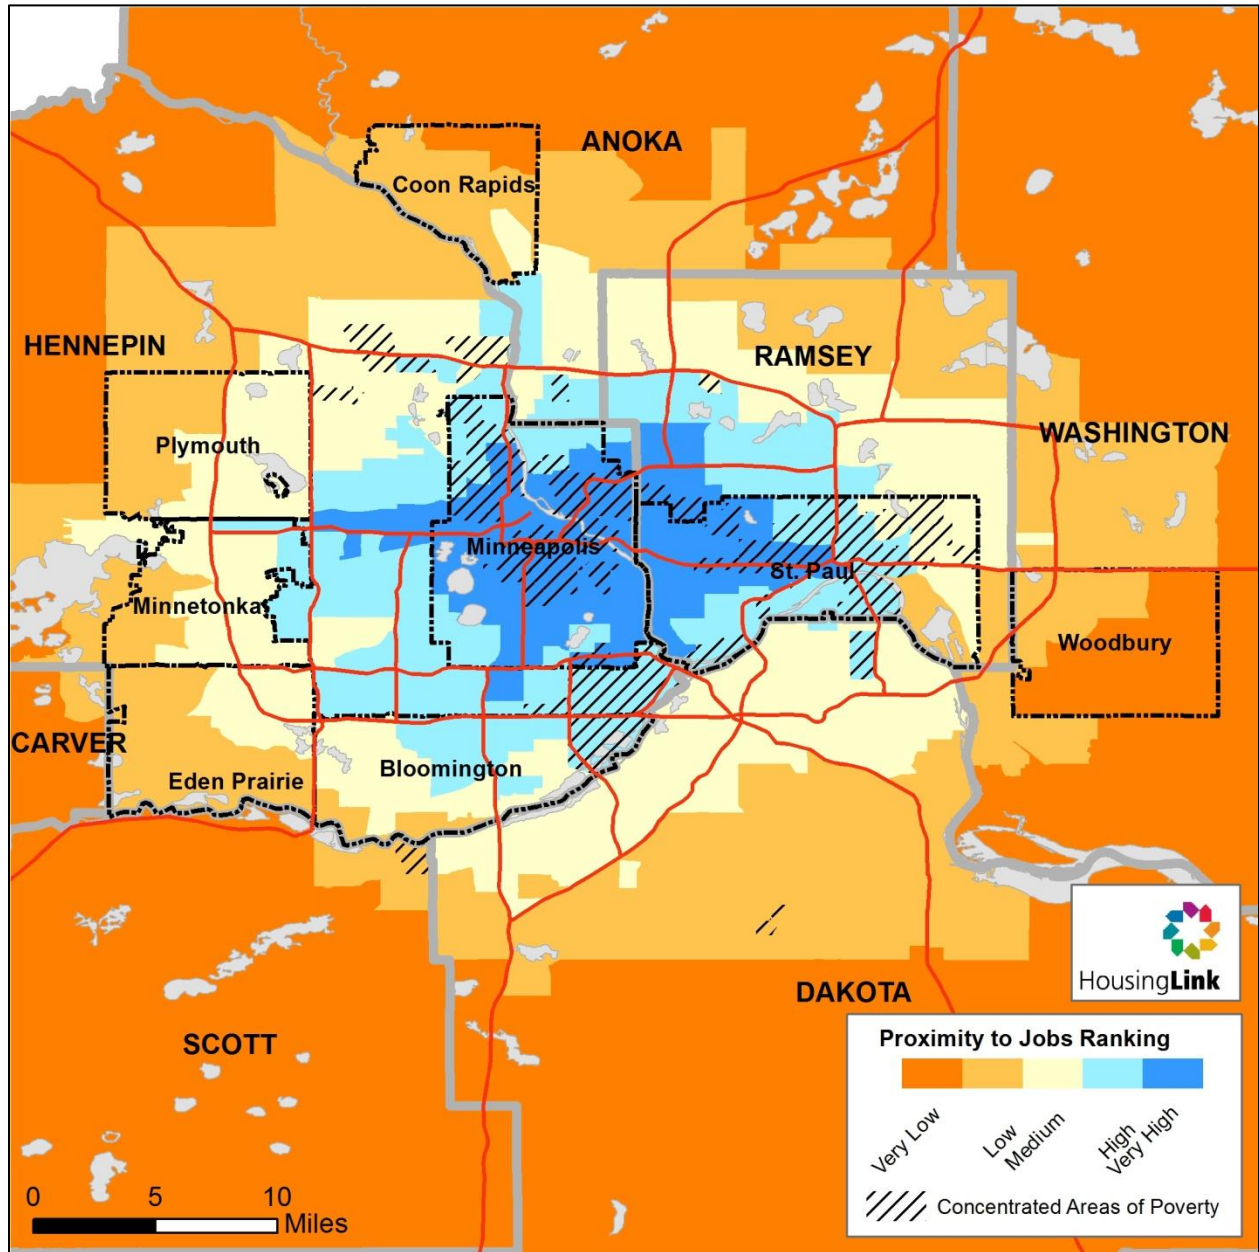 ANOKA
Coon Rapids
HENNEPIN
RAMSEY
Plymouth
WASHINGTON
Minneapolis
St. Paul
Minnetonka
Woodbury
CARVER
Eden Prairie
Bloomington
HousingLink
DAKOTA
SCOTT
Proximity to Jobs Ranking
Very Low
Low
Medium
High
Very High
Concentrated Areas of Poverty
0 5 10
Miles